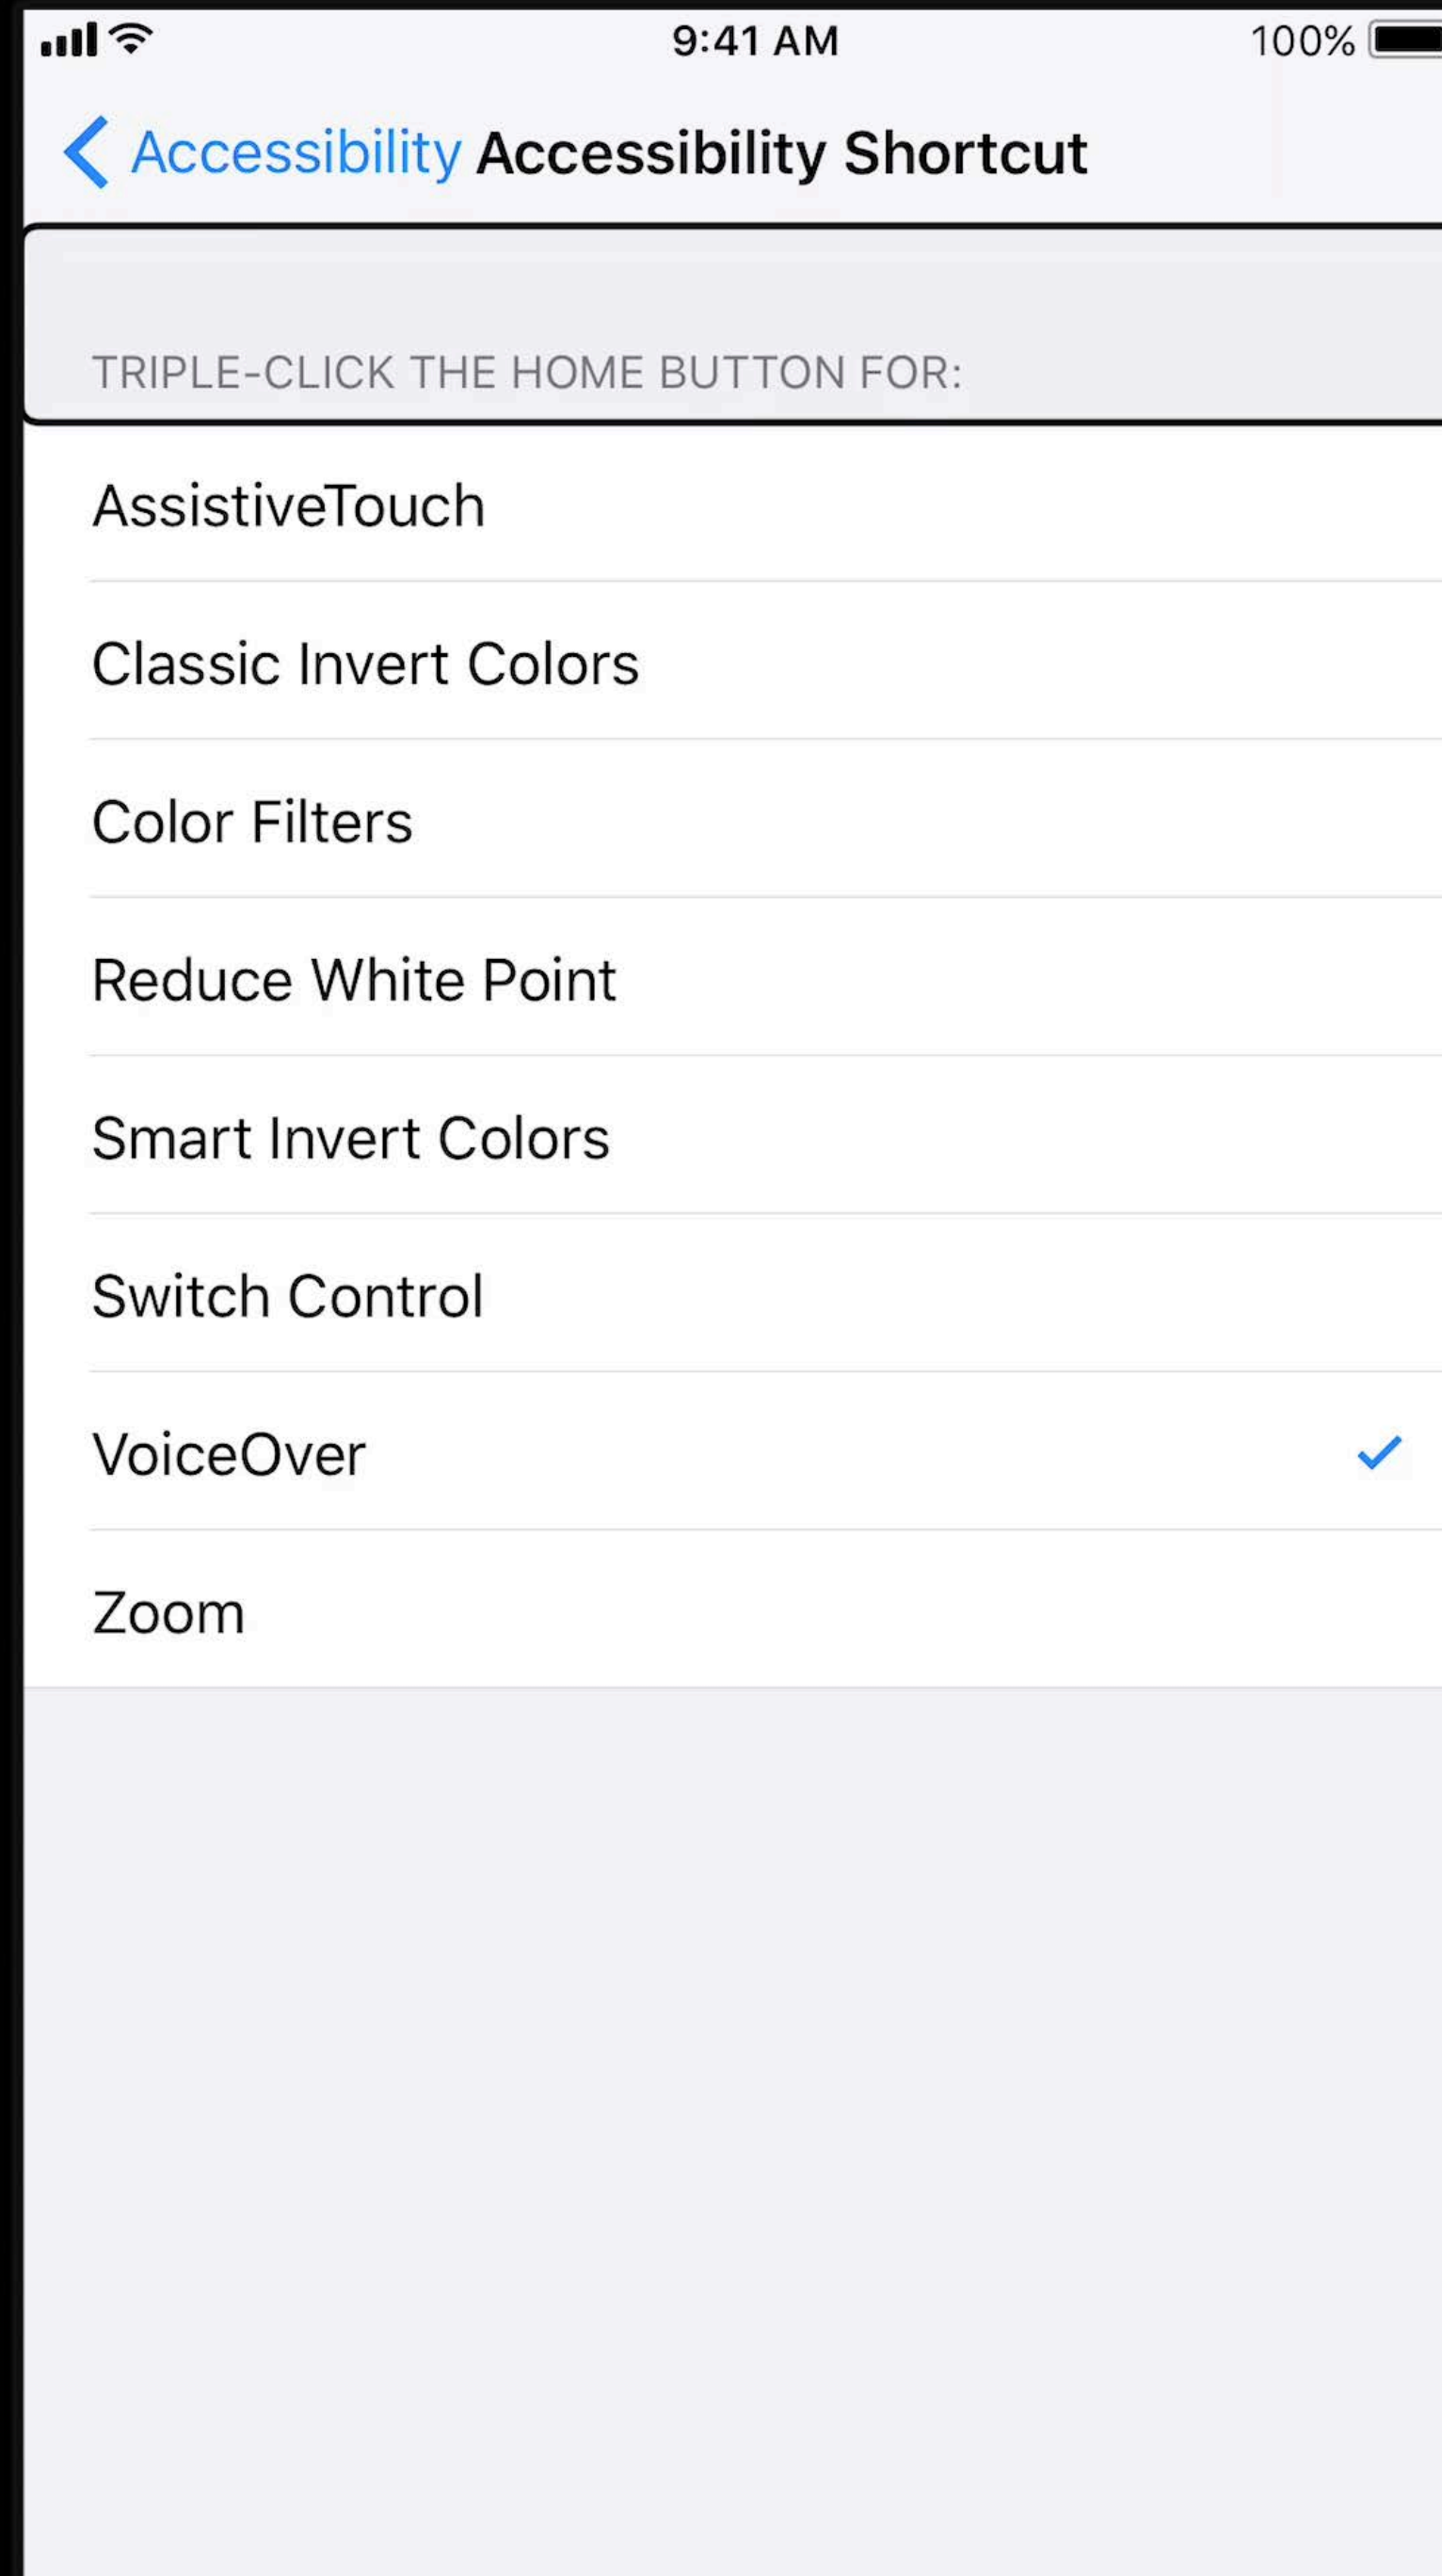 9:41 AM 100%
Accessibility Accessibility Shortcut
TRIPLE-CLICK THE HOME BUTTON FOR:
AssistiveTouch
Classic Invert Colors
Color Filters
Reduce White Point
Smart Invert Colors
Switch Control
VoiceOver
Zoom